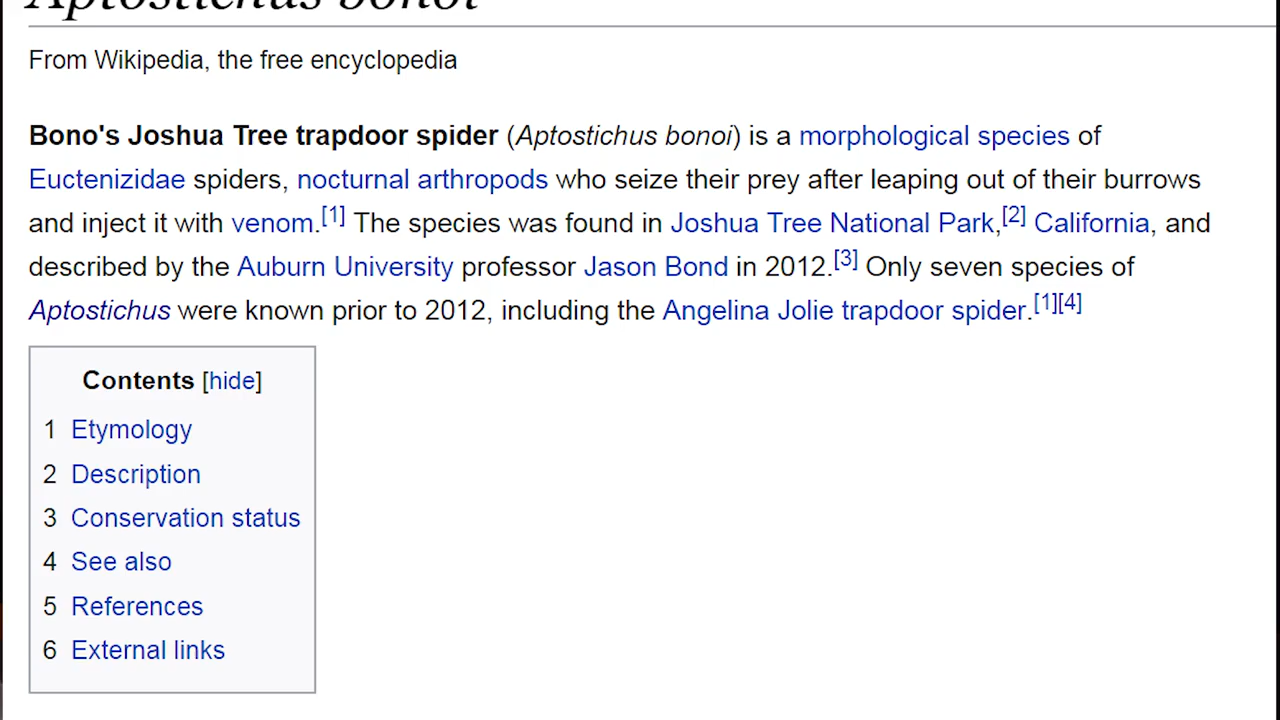 Aptostichus bonoi
From Wikipedia, the free encyclopedia
Bono's Joshua Tree trapdoor spider (Aptostichus bonoi) is a morphological species of
Euctenizidae spiders, nocturnal arthropods who seize their prey after leaping out of their burrows
and inject it with venom.[1] The species was found in Joshua Tree National Park,[2] California, and
described by the Auburn University professor Jason Bond in 2012.[3] Only seven species of
Aptostichus were known prior to 2012, including the Angelina Jolie trapdoor spider.[1][4]
Contents [hide]
1 Etymology
2 Description
3 Conservation status
4 See also
5 References
6 External links